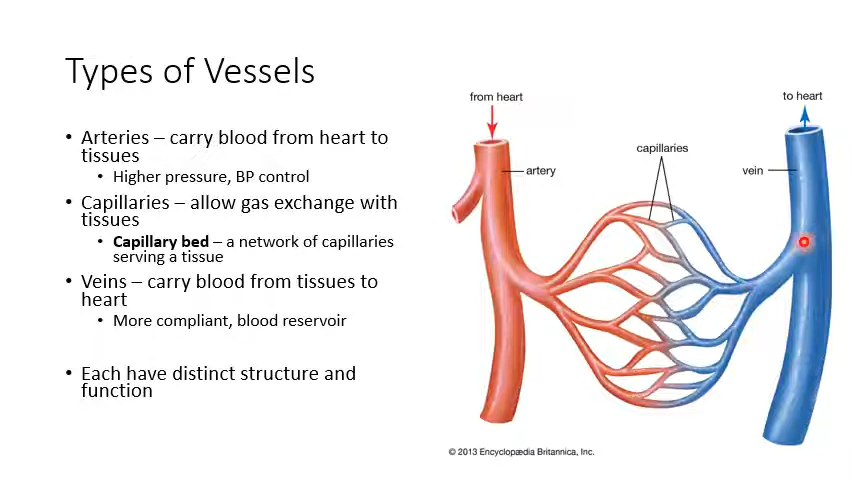 Types of Vessels
• Arteries – carry blood from heart to
tissues
• Higher pressure, BP control
• Capillaries – allow gas exchange with
tissues
• Capillary bed – a network of capillaries
serving a tissue
• Veins – carry blood from tissues to
heart
• More compliant, blood reservoir
• Each have distinct structure and
function
from heart
to heart
capillaries
artery
vein
© 2013 Encyclopædia Britannica, Inc.